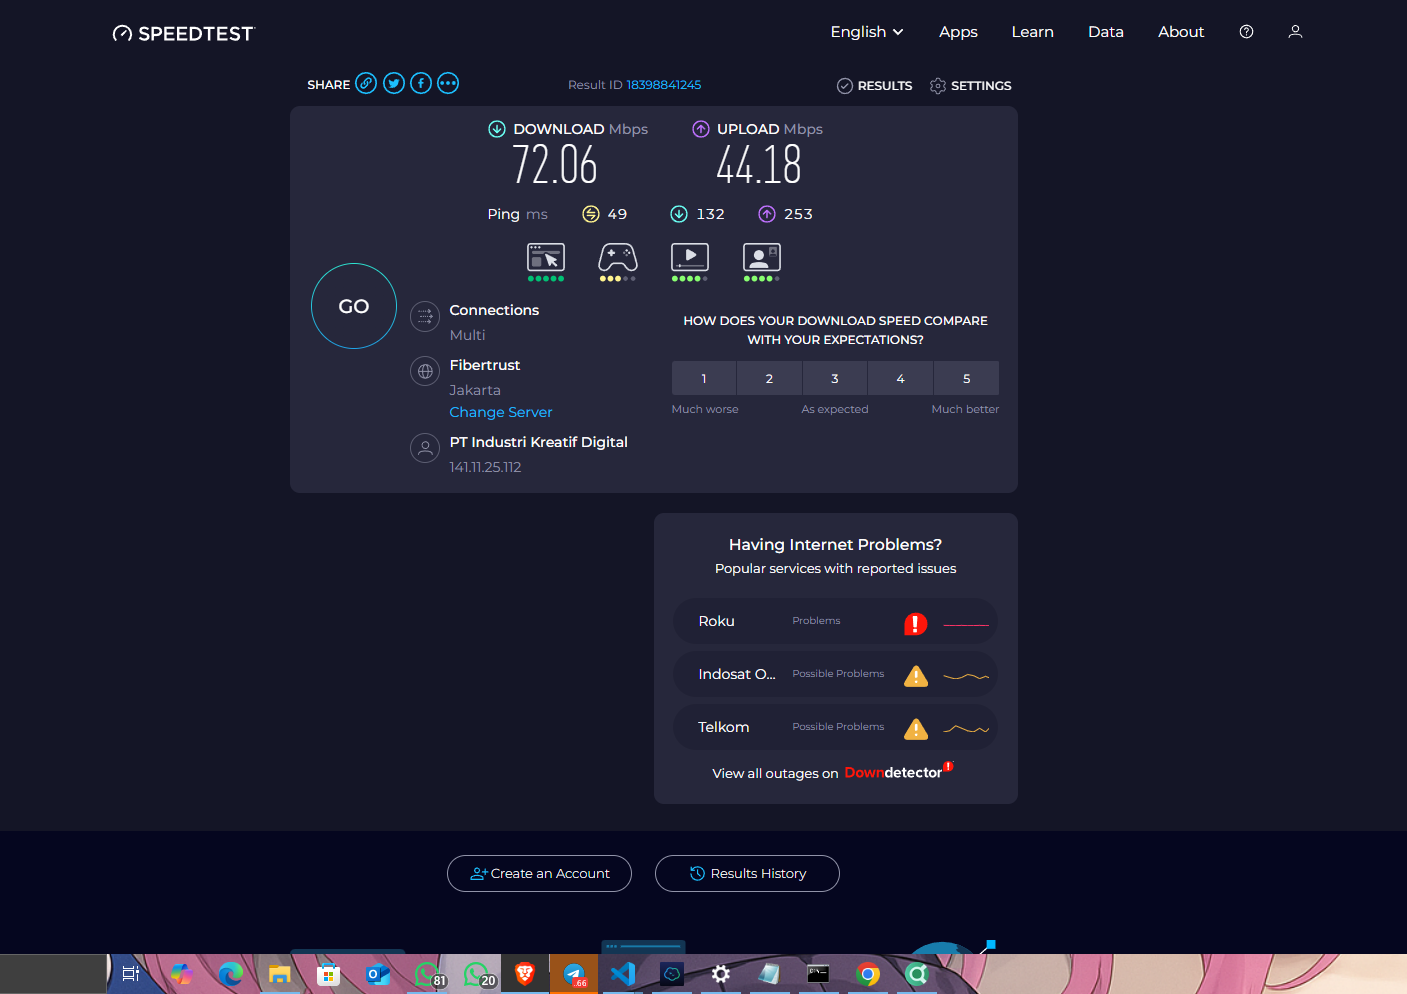 SPEEDTEST
English
Apps
Learn
Data
About
SHARE
Result ID 18398841245
RESULTS
SETTINGS
DOWNLOAD Mbps
72.06
UPLOAD Mbps
44.18
Ping ms
49
132
253
GO
Connections
Multi
Fibertrust
Jakarta
Change Server
PT Industri Kreatif Digital
141.11.25.112
HOW DOES YOUR DOWNLOAD SPEED COMPARE
WITH YOUR EXPECTATIONS?
1
2
3
4
5
Much worse
As expected
Much better
Having Internet Problems?
Popular services with reported issues
Roku
Problems
Indosat O...
Possible Problems
Telkom
Possible Problems
View all outages on Downdetector
Create an Account
Results History
81
20
.66